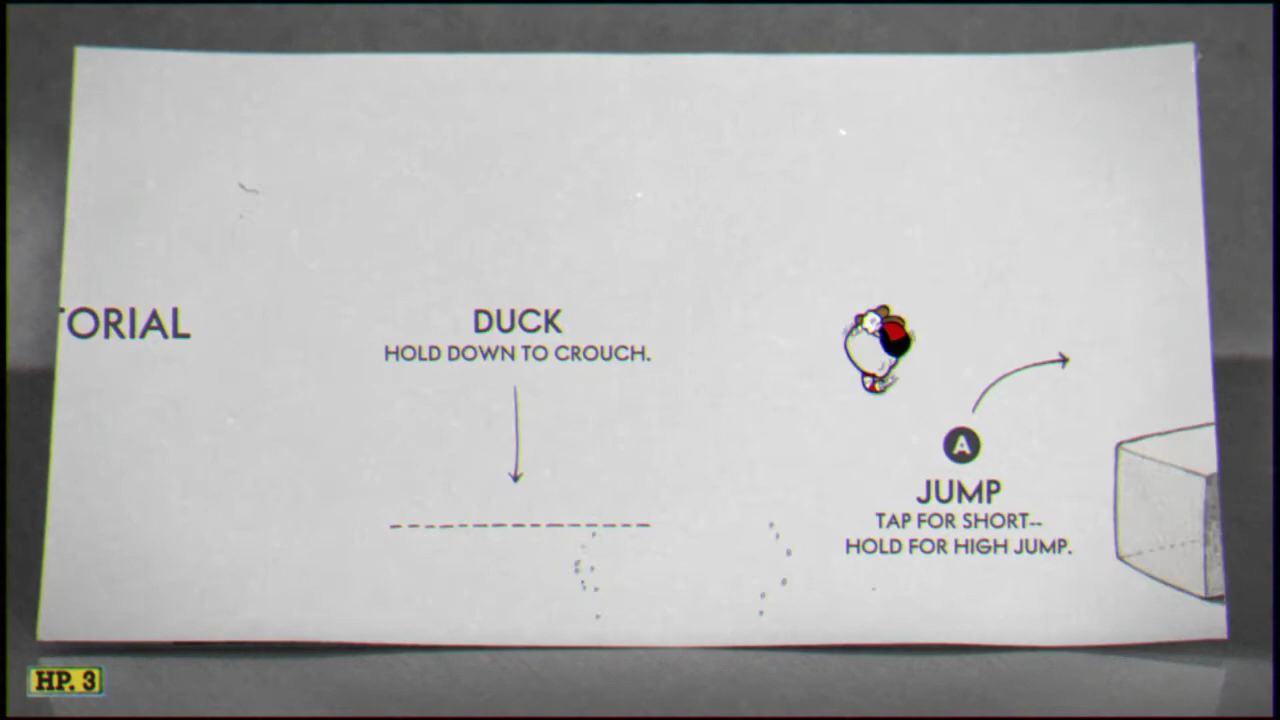 TORIAL
DUCK
HOLD DOWN TO CROUCH.
A
JUMP
TAP FOR SHORT--
HOLD FOR HIGH JUMP.
HP. 3